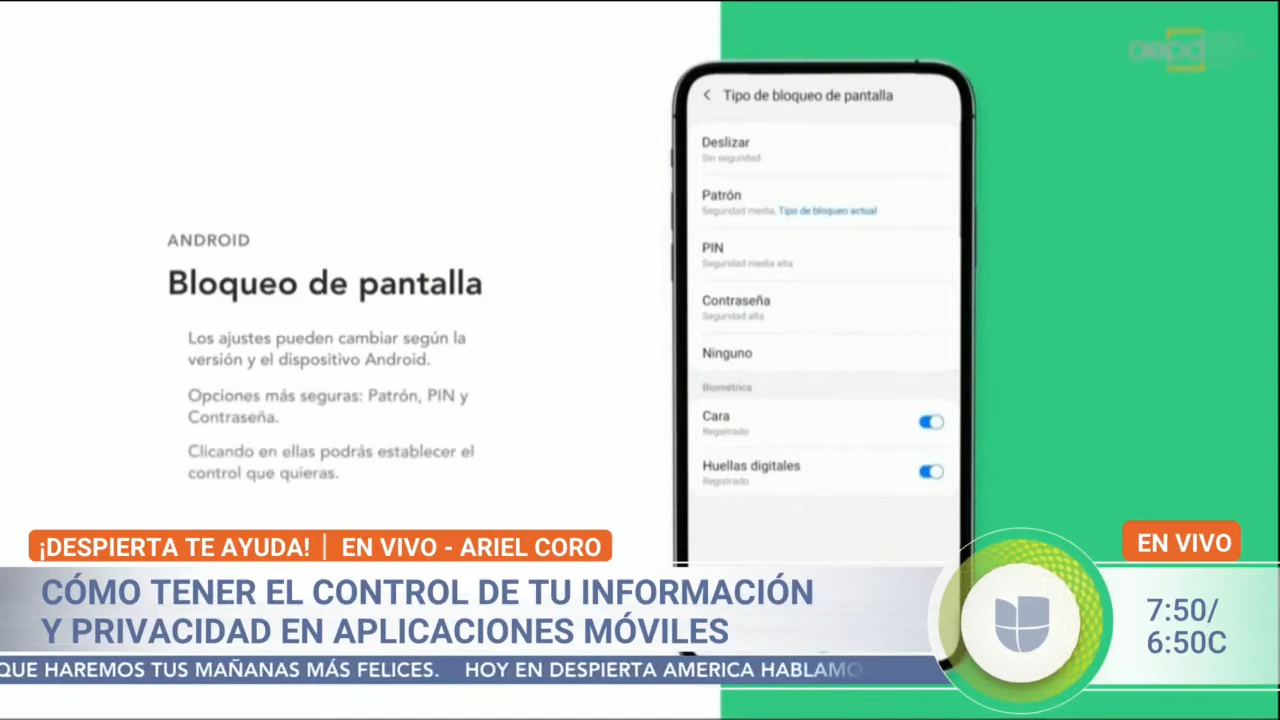 aepd
Tipo de bloqueo de pantalla
Deslizar
Sin seguridad
Patrón
Seguridad media, Tipo de bloqueo actual
PIN
Seguridad media alta
Contraseña
Seguridad alta
Ninguno
Biométrica
Cara
Registrado
Huellas digitales
Registrado
ANDROID
Bloqueo de pantalla
Los ajustes pueden cambiar según la
versión y el dispositivo Android.
Opciones más seguras: Patrón, PIN y
Contraseña.
Clicando en ellas podrás establecer el
control que quieras.
¡DESPIERTA TE AYUDA! | EN VIVO - ARIEL CORO
EN VIVO
CÓMO TENER EL CONTROL DE TU INFORMACIÓN
Y PRIVACIDAD EN APLICACIONES MÓVILES
7:50/
6:50C
QUE HAREMOS TUS MAÑANAS MÁS FELICES. HOY EN DESPIERTA AMERICA HABLAMO